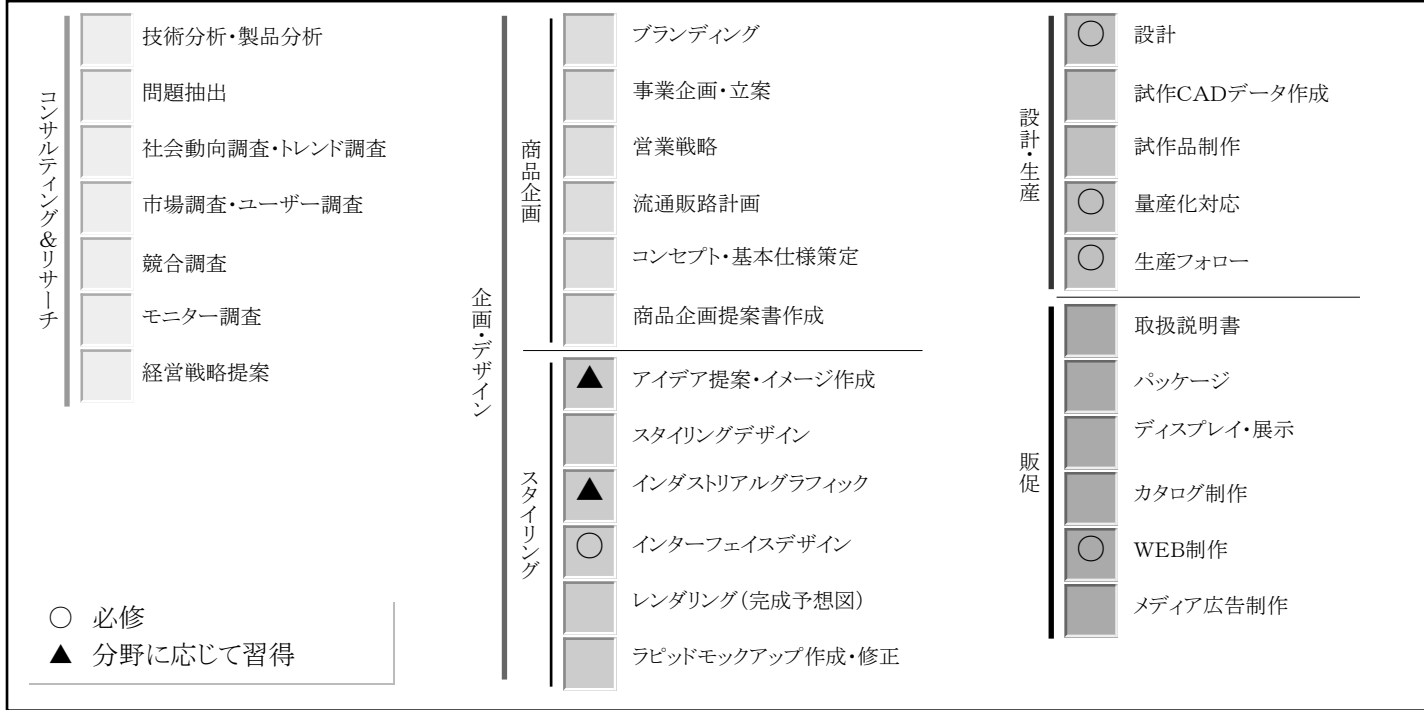 コンサルティング&リサーチ
技術分析・製品分析
問題抽出
社会動向調査・トレンド調査
市場調査・ユーザー調査
競合調査
モニター調査
経営戦略提案
企画・デザイン
商品企画
ブランディング
事業企画・立案
営業戦略
流通販路計画
コンセプト・基本仕様策定
商品企画提案書作成
スタイリング
▲ アイデア提案・イメージ作成
スタイリングデザイン
▲ インダストリアルグラフィック
○ インターフェイスデザイン
レンダリング(完成予想図)
ラピッドモックアップ作成・修正
設計・生産
○ 設計
試作CADデータ作成
試作品制作
○ 量産化対応
○ 生産フォロー
販促
取扱説明書
パッケージ
ディスプレイ・展示
カタログ制作
○ WEB制作
メディア広告制作
○ 必修
▲ 分野に応じて習得